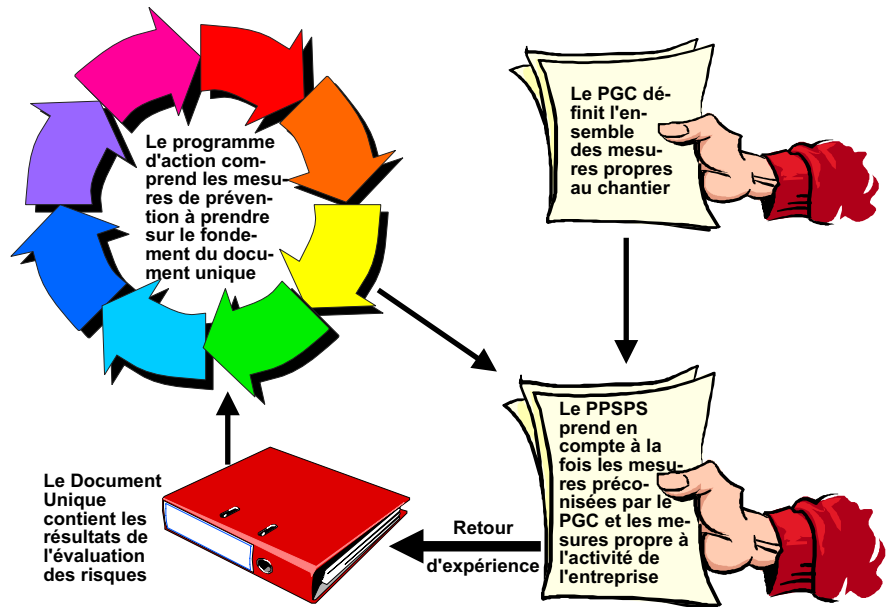 Le programme
d'action com-
prend les mesu-
res de préven-
tion à prendre
sur le fonde-
ment du docu-
ment unique
Le PGC dé-
finit l'en-
semble
des mesu-
res propres
au chantier
Le PPSPS
prend en
compte à la
fois les mesu-
res préco-
nisées par le
PGC et les me-
sures propre à
l'activité de
l'entreprise
Le Document
Unique
contient les
résultats de
l'évaluation
des risques
Retour
d'expérience